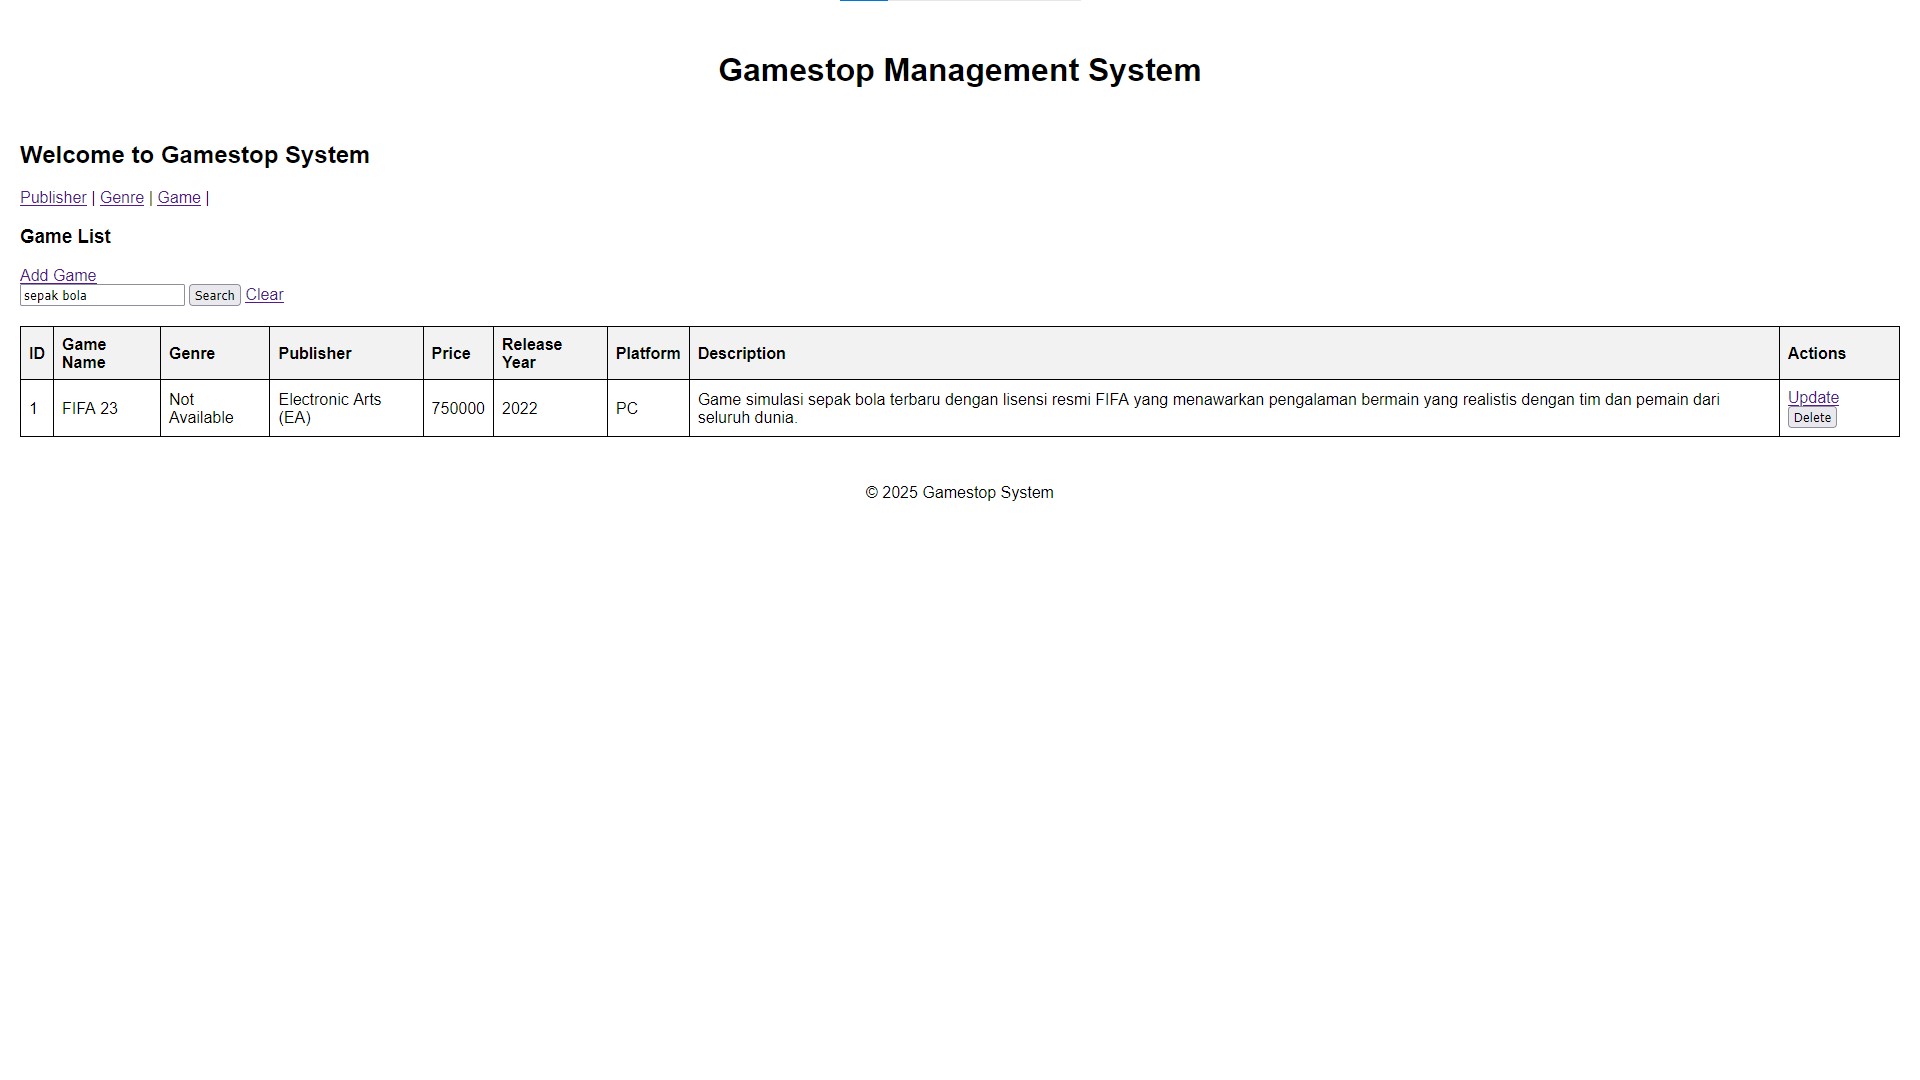 Gamestop Management System
Welcome to Gamestop System
Publisher | Genre | Game |
Game List
Add Game
sepak bola Search Clear
ID Game Name Genre Publisher Price Release Year Platform Description Actions
1 FIFA 23 Not Available Electronic Arts (EA) 750000 2022 PC Game simulasi sepak bola terbaru dengan lisensi resmi FIFA yang menawarkan pengalaman bermain yang realistis dengan tim dan pemain dari seluruh dunia. Update Delete
© 2025 Gamestop System